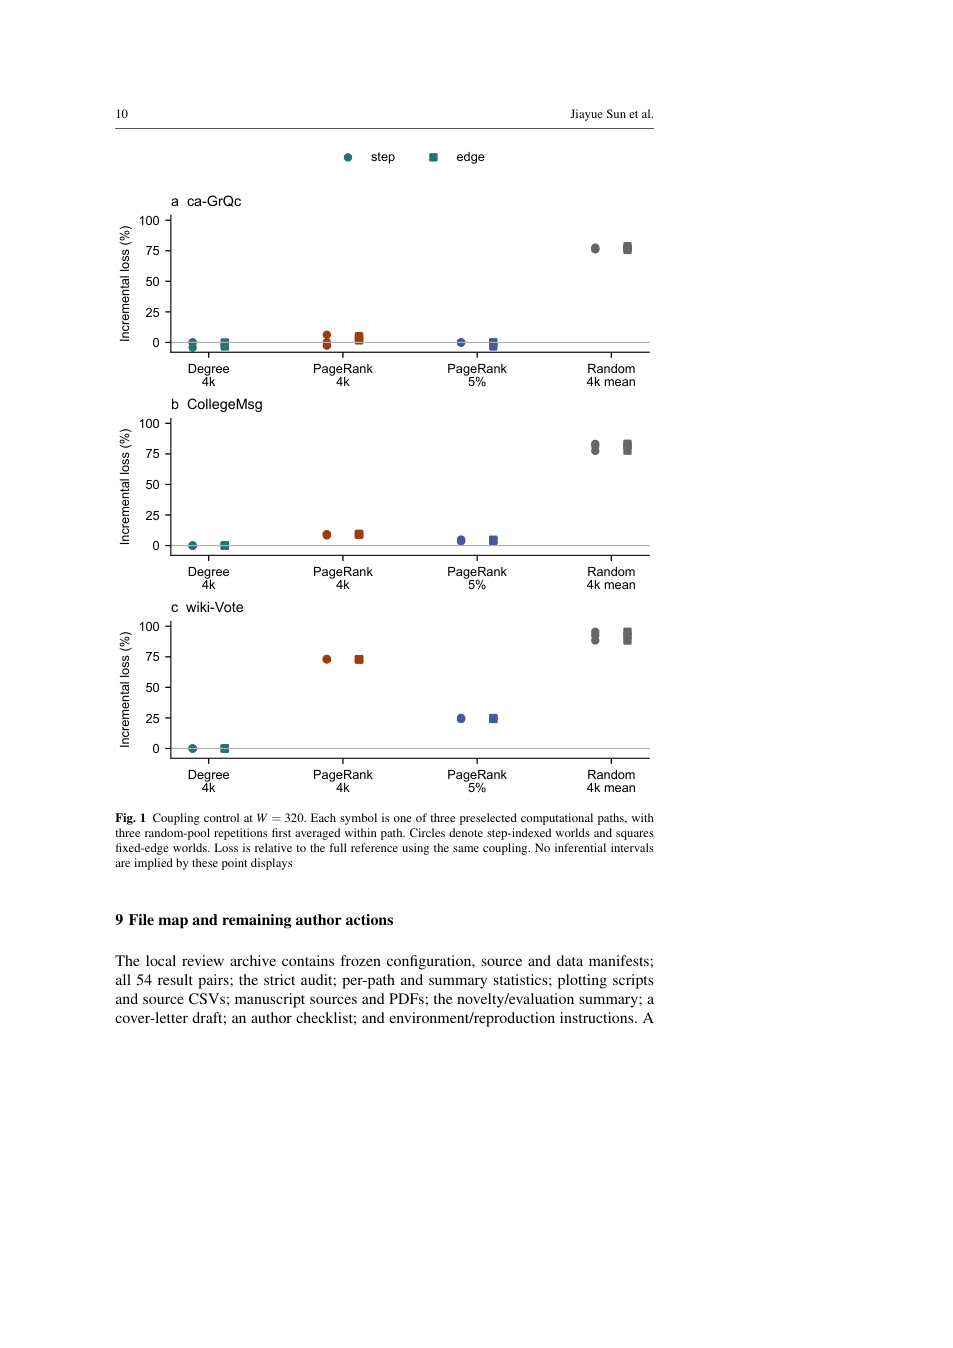 10
Jiayue Sun et al.
step
edge
a ca-GrQc
Incremental loss (%)
100
75
50
25
0
Degree
4k
PageRank
4k
PageRank
5%
Random
4k mean
b CollegeMsg
Incremental loss (%)
100
75
50
25
0
Degree
4k
PageRank
4k
PageRank
5%
Random
4k mean
c wiki-Vote
Incremental loss (%)
100
75
50
25
0
Degree
4k
PageRank
4k
PageRank
5%
Random
4k mean
Fig. 1 Coupling control at W = 320. Each symbol is one of three preselected computational paths, with
three random-pool repetitions first averaged within path. Circles denote step-indexed worlds and squares
fixed-edge worlds. Loss is relative to the full reference using the same coupling. No inferential intervals
are implied by these point displays
9 File map and remaining author actions
The local review archive contains frozen configuration, source and data manifests;
all 54 result pairs; the strict audit; per-path and summary statistics; plotting scripts
and source CSVs; manuscript sources and PDFs; the novelty/evaluation summary; a
cover-letter draft; an author checklist; and environment/reproduction instructions. A